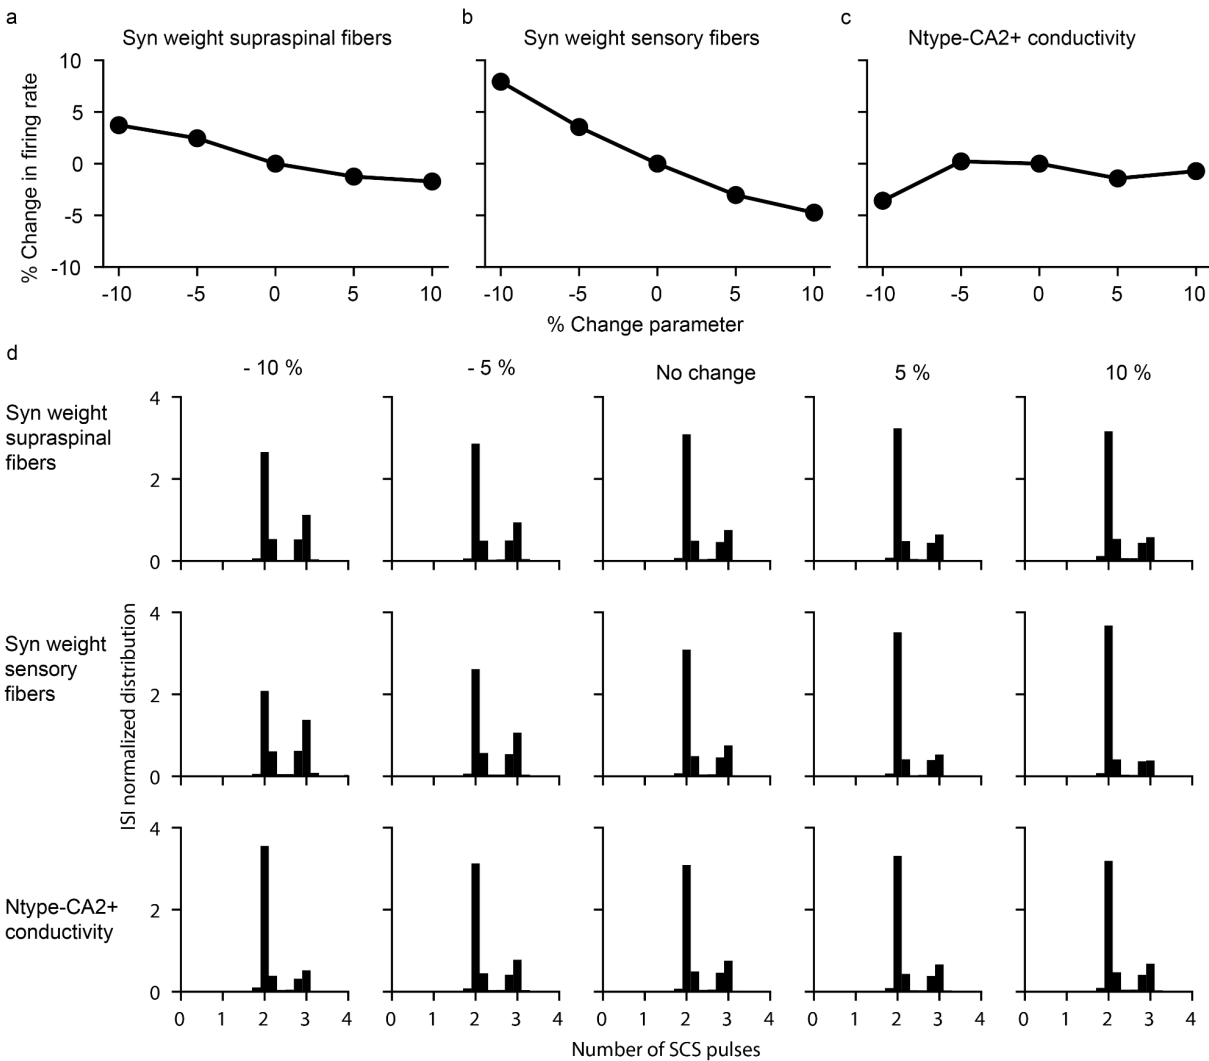 a
b
c
Syn weight supraspinal fibers
Syn weight sensory fibers
Ntype-CA2+ conductivity
% Change in firing rate
10
5
0
-5
-10
-10 -5 0 5 10
-10 -5 0 5 10
-10 -5 0 5 10
% Change parameter
d
- 10 %
- 5 %
No change
5 %
10 %
Syn weight
supraspinal
fibers
4
2
0
Syn weight
sensory
fibers
ISI normalized distribution
4
2
0
Ntype-CA2+
conductivity
4
2
0
0 1 2 3 4
0 1 2 3 4
0 1 2 3 4
0 1 2 3 4
0 1 2 3 4
Number of SCS pulses